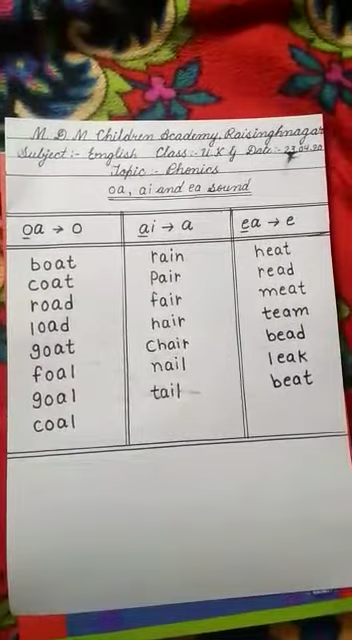 M. D. M Children Academy, Raisinghnagar
Subject:- English Class:- U.K.G Date:- 23.04.20
Topic:- Phonics
oa, ai and ea sound
oa → o ai → a ea → e
boat rain heat
coat Pair read
road fair meat
load hair team
goat Chair bead
foal nail leak
goal tail beat
coal